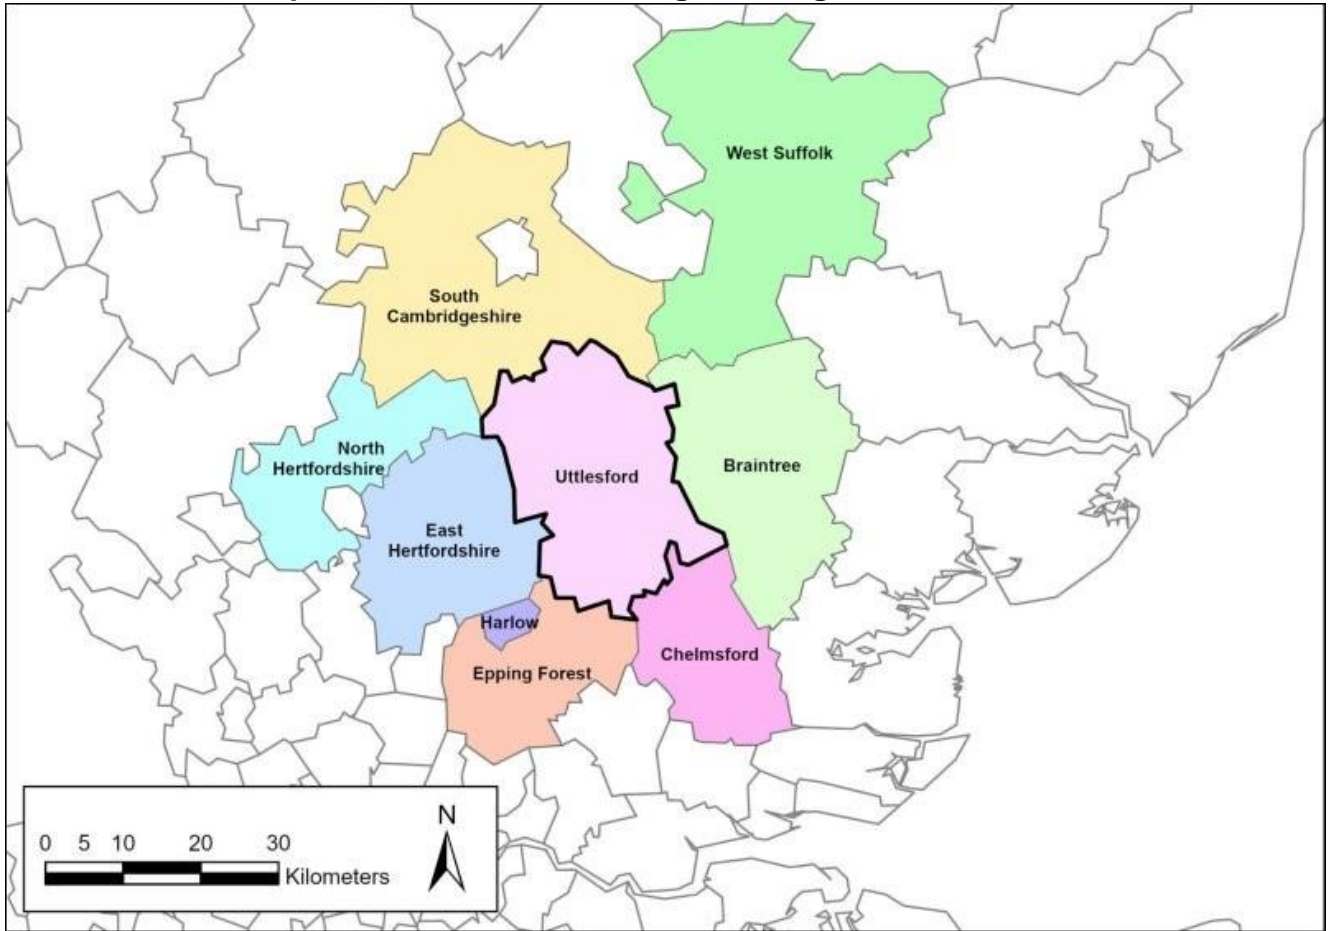 West Suffolk
South
Cambridgeshire
North
Hertfordshire
Uttlesford
Braintree
East
Hertfordshire
Harlow
Chelmsford
Epping Forest
N
0 5 10 20 30
Kilometers